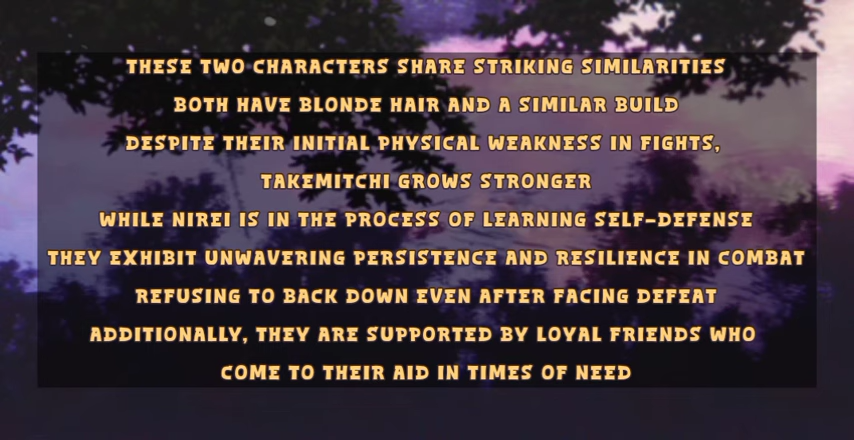 THESE TWO CHARACTERS SHARE STRIKING SIMILARITIES
BOTH HAVE BLONDE HAIR AND A SIMILAR BUILD
DESPITE THEIR INITIAL PHYSICAL WEAKNESS IN FIGHTS,
TAKEMITCHI GROWS STRONGER
WHILE NIREI IS IN THE PROCESS OF LEARNING SELF-DEFENSE
THEY EXHIBIT UNWAVERING PERSISTENCE AND RESILIENCE IN COMBAT
REFUSING TO BACK DOWN EVEN AFTER FACING DEFEAT
ADDITIONALLY, THEY ARE SUPPORTED BY LOYAL FRIENDS WHO
COME TO THEIR AID IN TIMES OF NEED